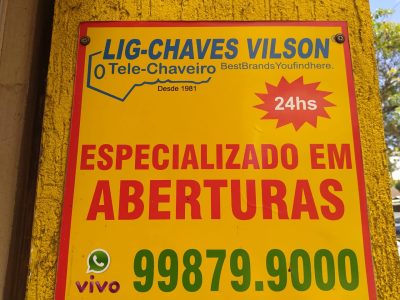 LIG-CHAVES VILSON
Tele-Chaveiro BestBrandsYoufindhere.
Desde 1981
24hs
ESPECIALIZADO EM
ABERTURAS
vivo 99879.9000